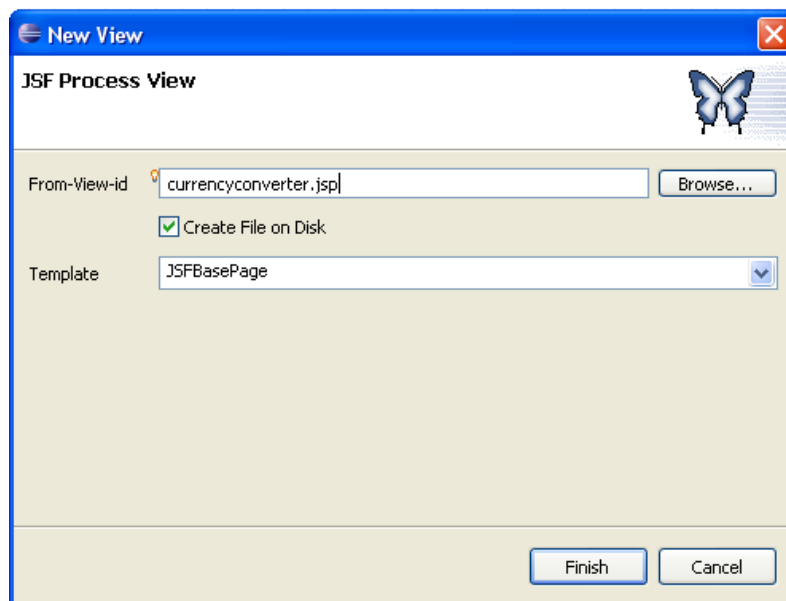 New View
JSF Process View
From-View-id currencyconverter.jsp Browse...
Create File on Disk
Template JSFBasePage
Finish Cancel